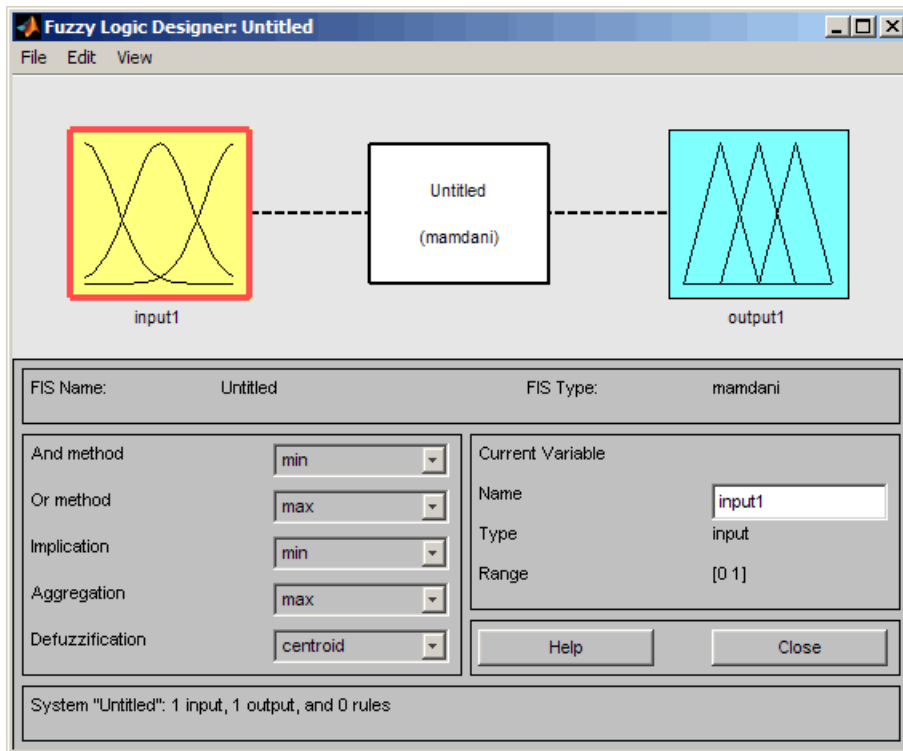 Fuzzy Logic Designer: Untitled
File Edit View
Untitled
(mamdani)
input1
output1
FIS Name: Untitled FIS Type: mamdani
And method min
Or method max
Implication min
Aggregation max
Defuzzification centroid
Current Variable
Name input1
Type input
Range [0 1]
Help Close
System "Untitled": 1 input, 1 output, and 0 rules